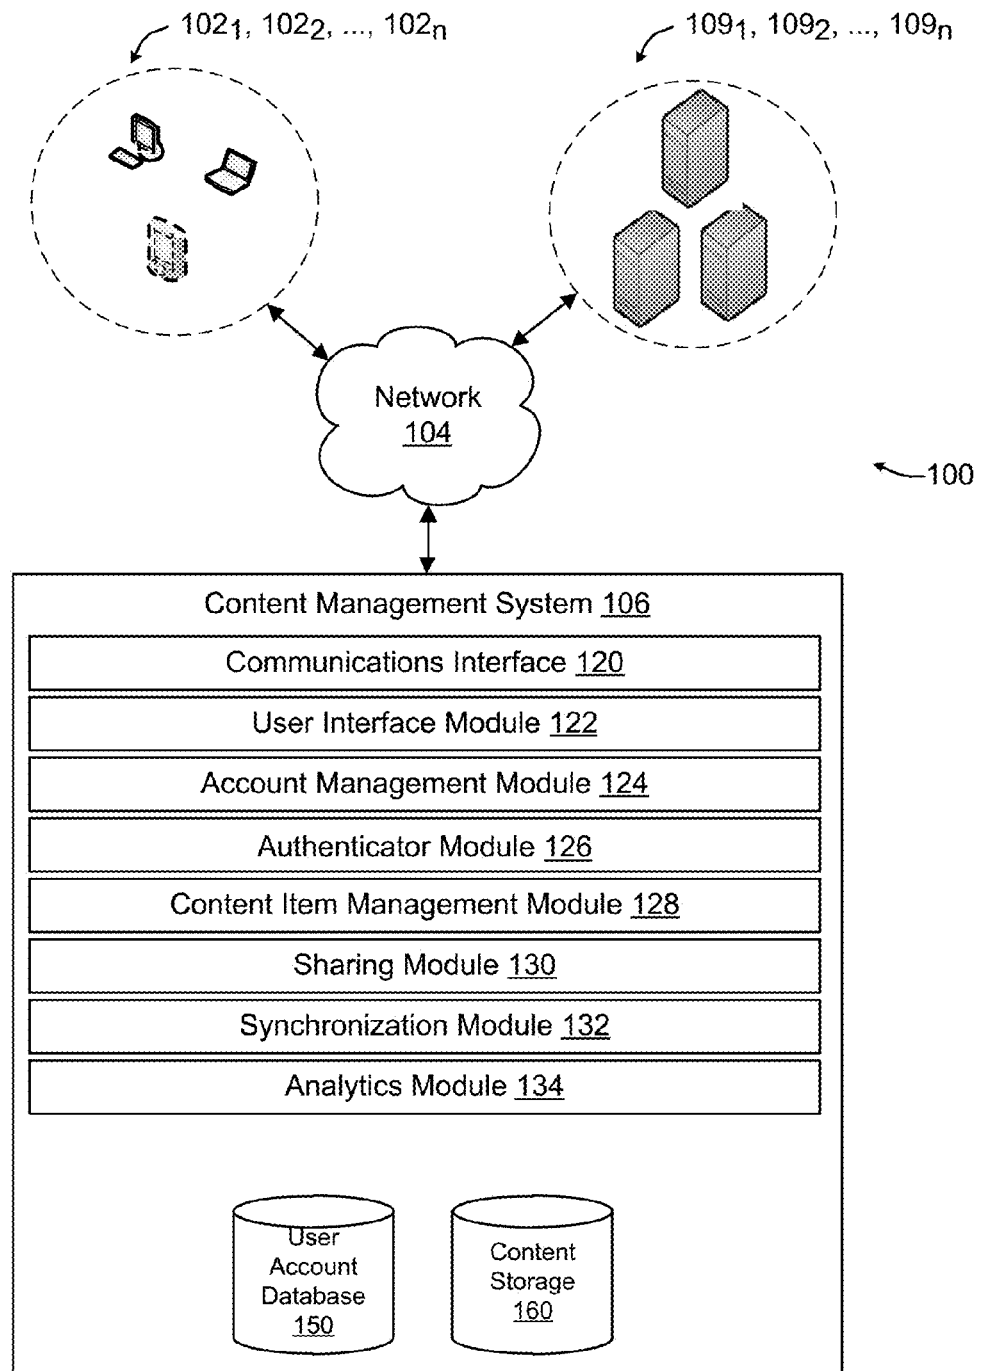 102₁, 102₂, ..., 102ₙ
109₁, 109₂, ..., 109ₙ
Network
104
100
Content Management System 106
Communications Interface 120
User Interface Module 122
Account Management Module 124
Authenticator Module 126
Content Item Management Module 128
Sharing Module 130
Synchronization Module 132
Analytics Module 134
User
Account
Database
150
Content
Storage
160